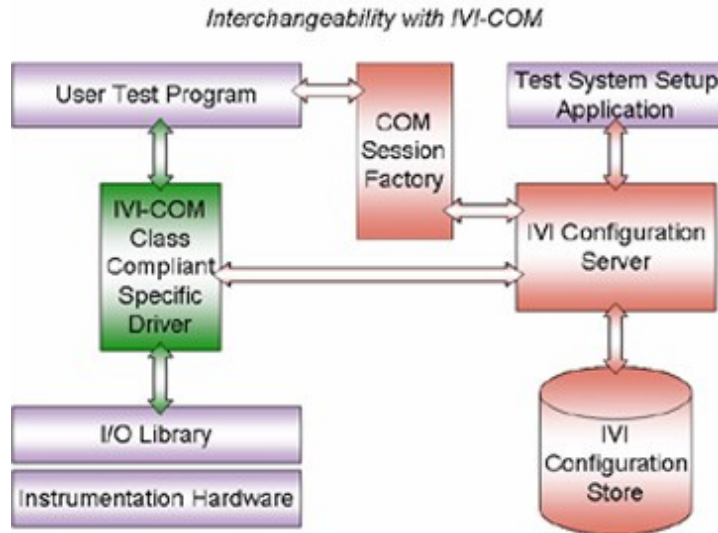 Interchangeability with IVI-COM
User Test Program
COM
Session
Factory
Test System Setup
Application
IVI-COM
Class
Compliant
Specific
Driver
IVI Configuration
Server
I/O Library
Instrumentation Hardware
IVI
Configuration
Store